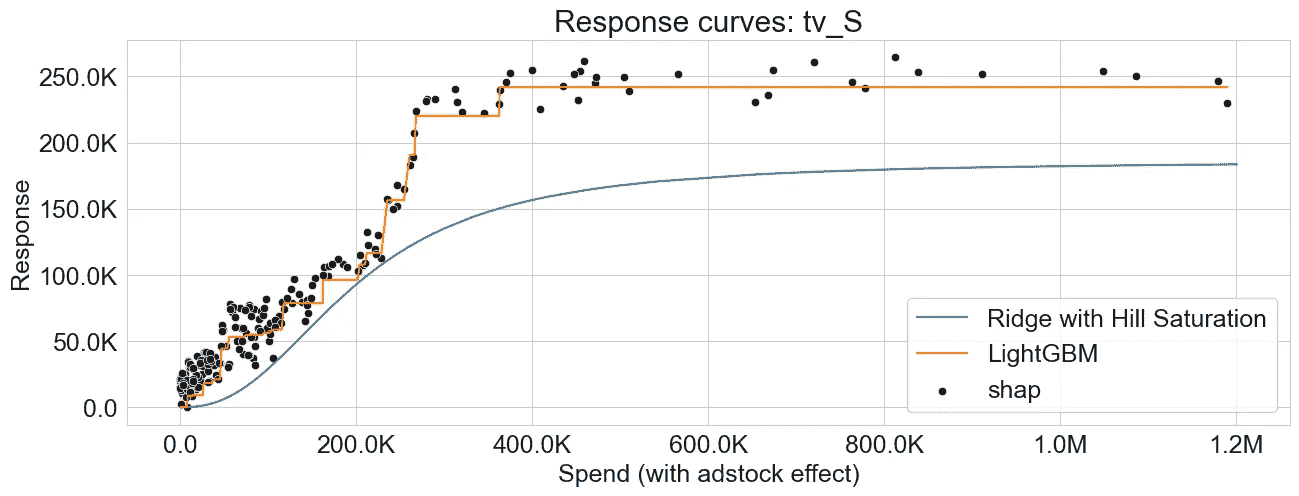 Response curves: tv_S
Response
250.0K
200.0K
150.0K
100.0K
50.0K
0.0
0.0 200.0K 400.0K 600.0K 800.0K 1.0M 1.2M
Spend (with adstock effect)
Ridge with Hill Saturation
LightGBM
shap